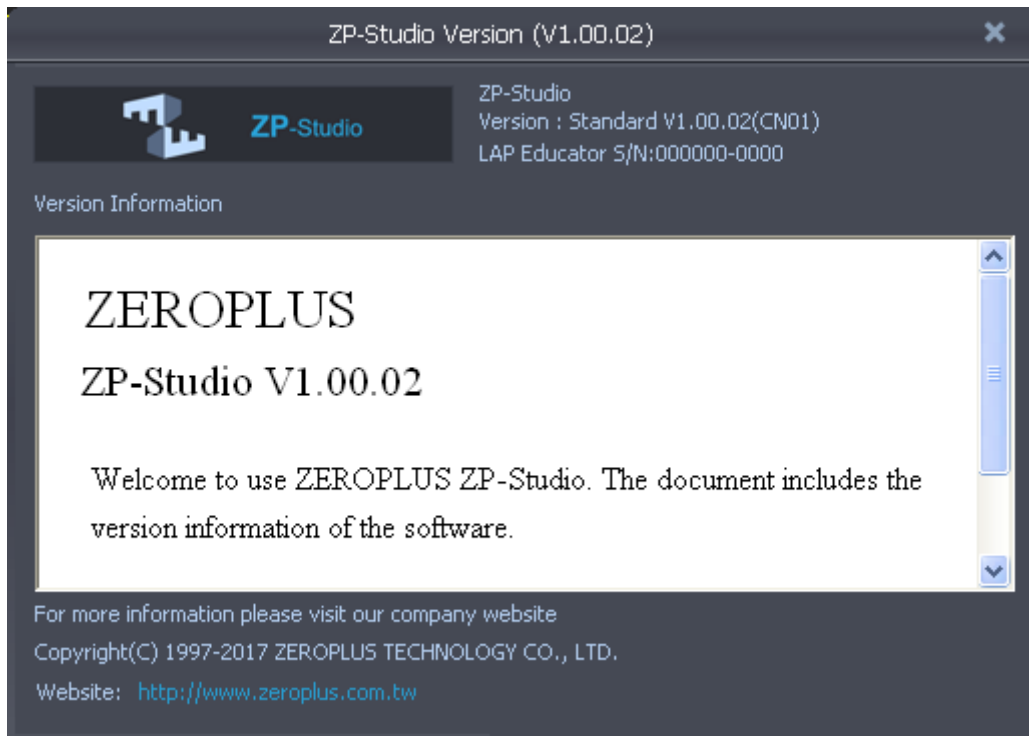 ZP-Studio Version (V1.00.02)
ZP-Studio
ZP-Studio
Version : Standard V1.00.02(CN01)
LAP Educator S/N:000000-0000
Version Information
ZEROPLUS
ZP-Studio V1.00.02
Welcome to use ZEROPLUS ZP-Studio. The document includes the
version information of the software.
For more information please visit our company website
Copyright(C) 1997-2017 ZEROPLUS TECHNOLOGY CO., LTD.
Website: http://www.zeroplus.com.tw